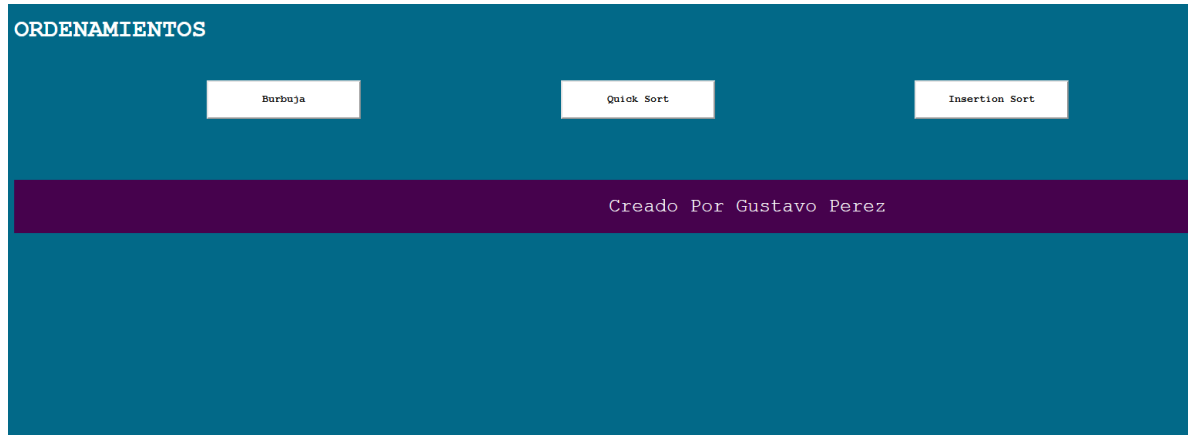 ORDENAMIENTOS
Burbuja Quick Sort Insertion Sort
Creado Por Gustavo Perez